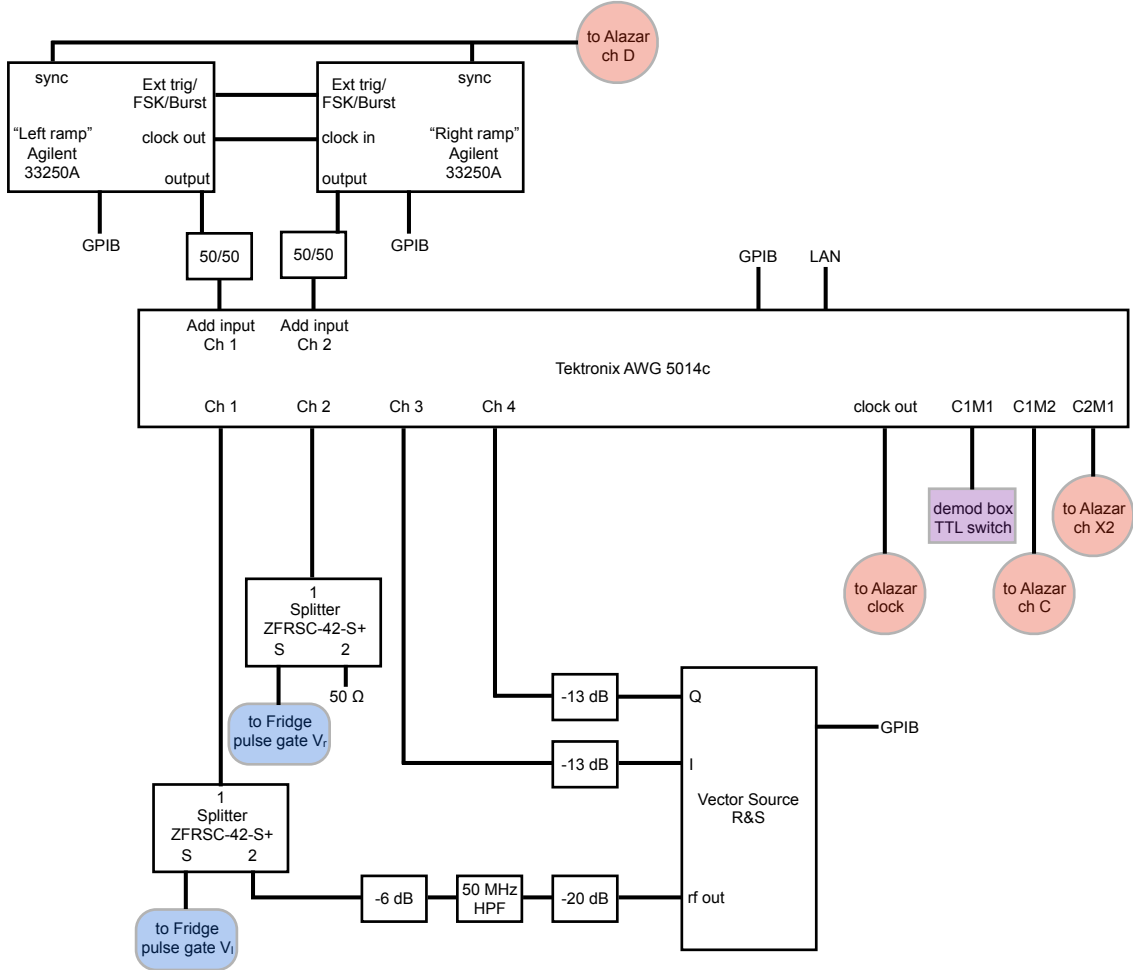 to Alazar
ch D
sync
Ext trig/
FSK/Burst
"Left ramp"
Agilent
33250A
clock out
output
Ext trig/
FSK/Burst
sync
clock in
"Right ramp"
Agilent
33250A
output
GPIB
50/50
50/50
GPIB
GPIB
LAN
Add input
Ch 1
Add input
Ch 2
Tektronix AWG 5014c
Ch 1
Ch 2
Ch 3
Ch 4
clock out
C1M1
C1M2
C2M1
demod box
TTL switch
to Alazar
ch X2
to Alazar
clock
to Alazar
ch C
1
Splitter
ZFRSC-42-S+
S
2
50 Ω
to Fridge
pulse gate Vᵣ
-13 dB
Q
GPIB
-13 dB
I
Vector Source
R&S
1
Splitter
ZFRSC-42-S+
S
2
-6 dB
50 MHz
HPF
-20 dB
rf out
to Fridge
pulse gate Vₗ